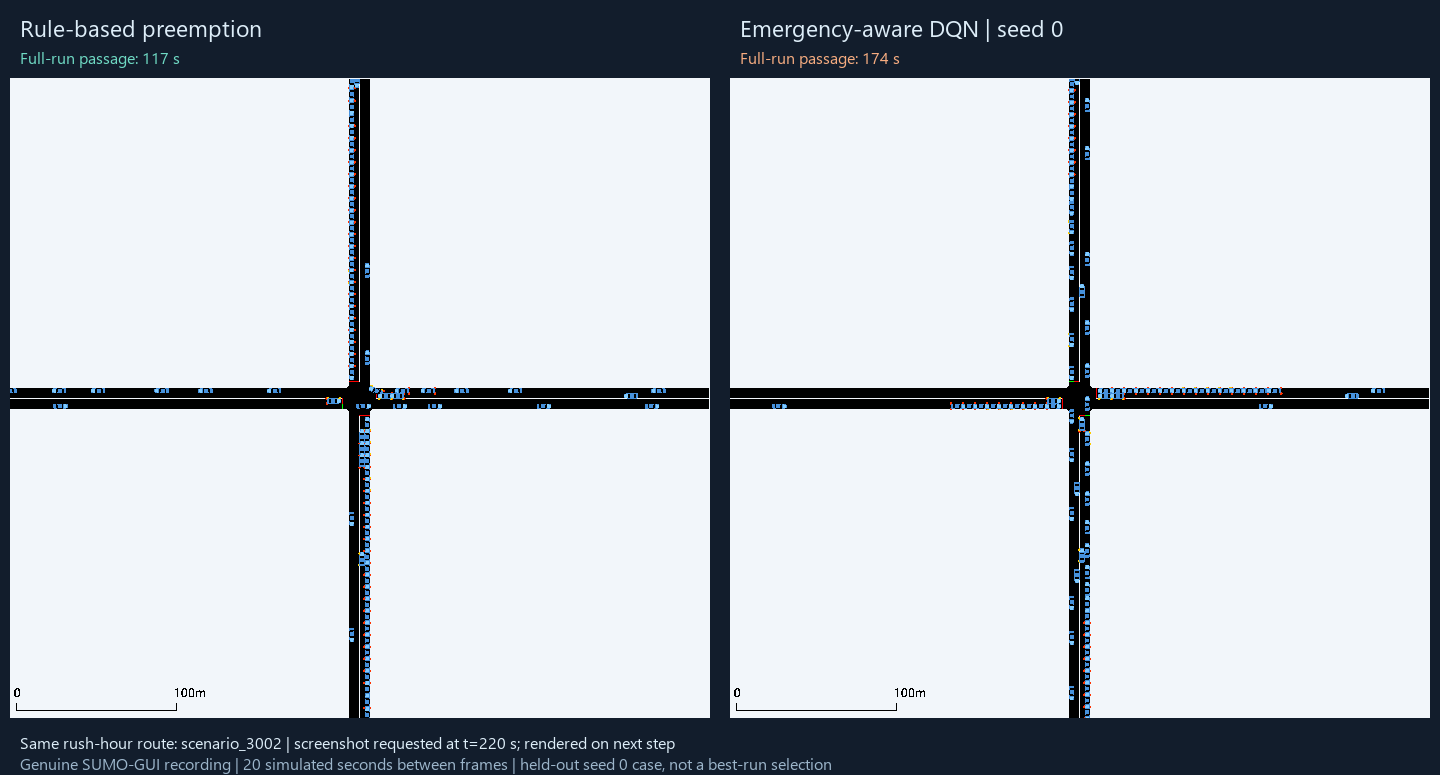 Rule-based preemption
Full-run passage: 117 s
Emergency-aware DQN | seed 0
Full-run passage: 174 s
0 100m
0 100m
Same rush-hour route: scenario_3002 | screenshot requested at t=220 s; rendered on next step
Genuine SUMO-GUI recording | 20 simulated seconds between frames | held-out seed 0 case, not a best-run selection